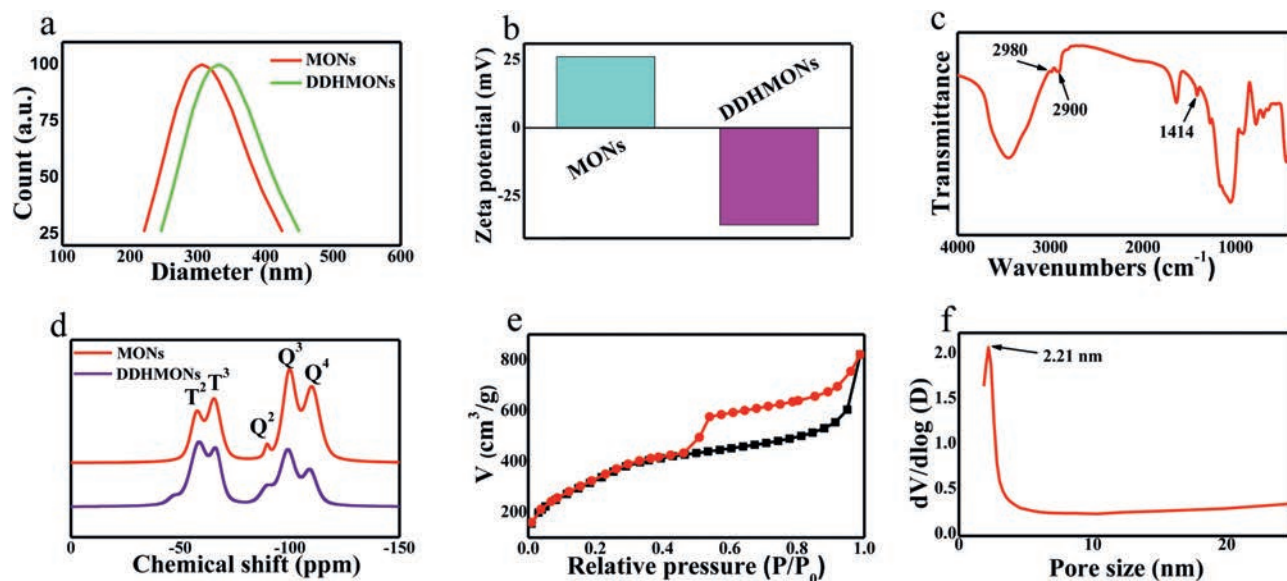 a
100
75
50
25
Count (a.u.)
MONs
DDHMONs
100 200 300 400 500 600
Diameter (nm)
b
25
0
-25
Zeta potential (mV)
MONs
DDHMONs
c
2980
2900
1414
Transmittance
4000 3000 2000 1000
Wavenumbers (cm⁻¹)
d
MONs
DDHMONs
T² T³ Q² Q³ Q⁴
0 -50 -100 -150
Chemical shift (ppm)
e
800
600
400
200
V (cm³/g)
0.0 0.2 0.4 0.6 0.8 1.0
Relative pressure (P/P₀)
f
2.0
1.5
1.0
0.5
0.0
dV/dlog (D)
2.21 nm
0 10 20
Pore size (nm)